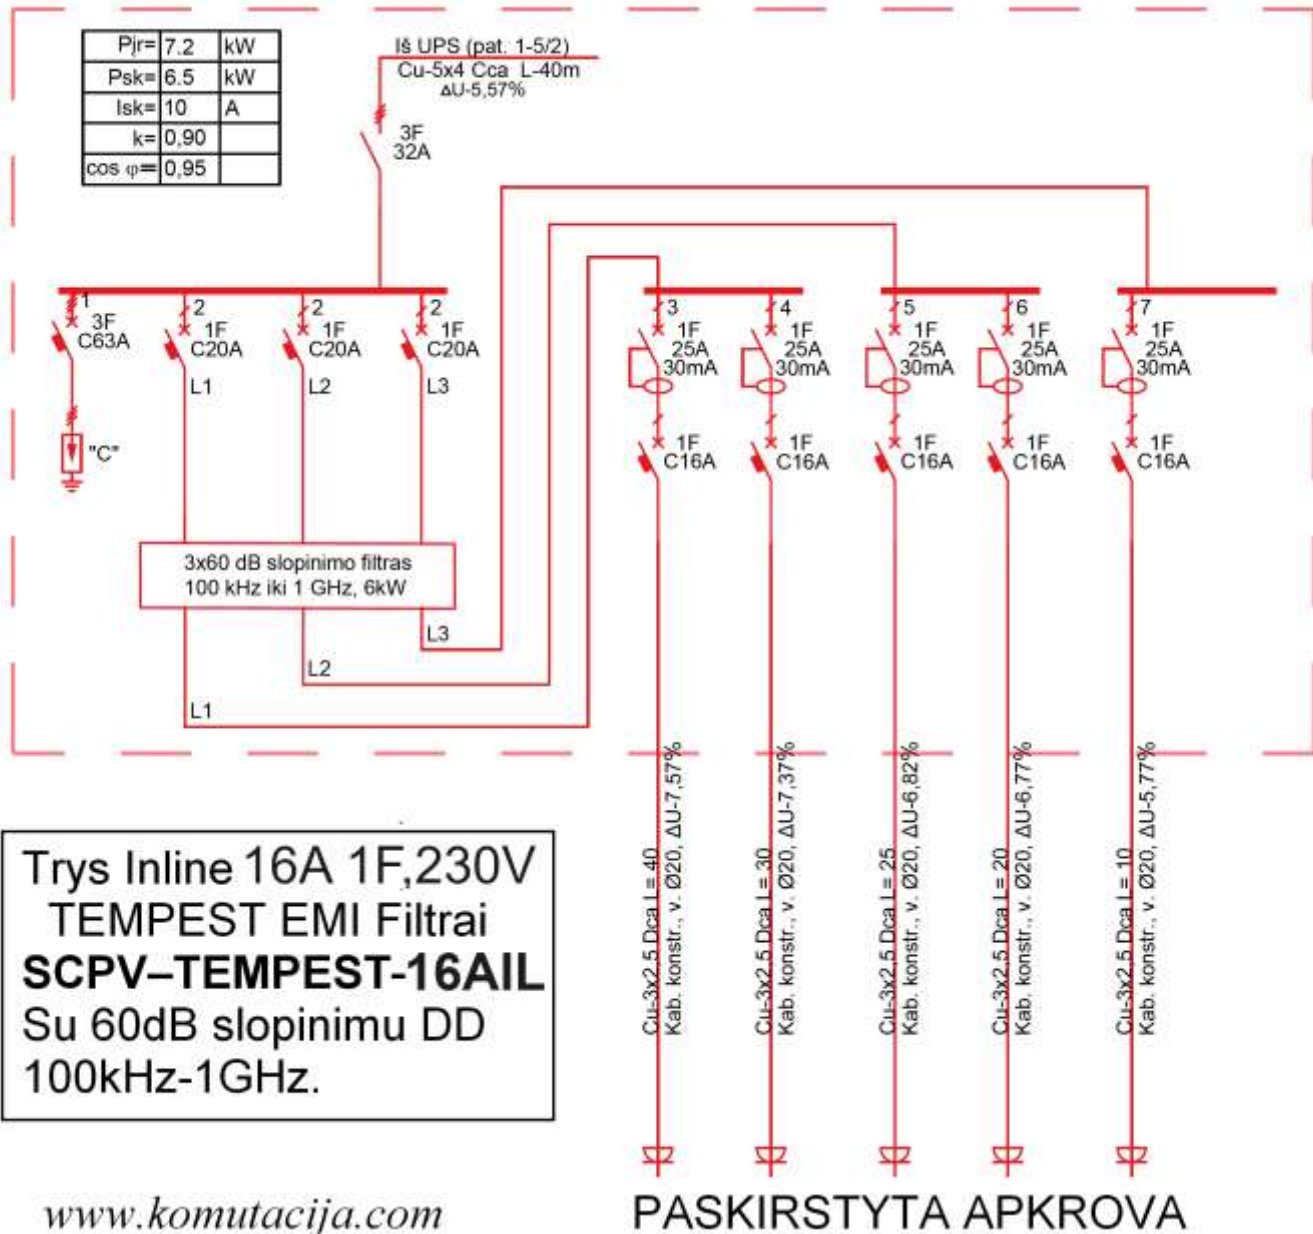 Pįr= 7.2 kW
Psk= 6.5 kW
Isk= 10 A
k= 0,90
cos φ= 0,95
Iš UPS (pat. 1-5/2)
Cu-5x4 Cca L-40m
ΔU-5,57%
3F
32A
1
3F
C63A
"C"
2
1F
C20A
L1
2
1F
C20A
L2
2
1F
C20A
L3
3
1F
25A
30mA
1F
C16A
4
1F
25A
30mA
1F
C16A
5
1F
25A
30mA
1F
C16A
6
1F
25A
30mA
1F
C16A
7
1F
25A
30mA
1F
C16A
3x60 dB slopinimo filtras
100 kHz iki 1 GHz, 6kW
L3
L2
L1
Cu-3x2,5 Dca L = 40
Kab. konstr., v. Ø20, ΔU-7,57%
Cu-3x2,5 Dca L = 30
Kab. konstr., v. Ø20, ΔU-7,37%
Cu-3x2,5 Dca L = 25
Kab. konstr., v. Ø20, ΔU-6,82%
Cu-3x2,5 Dca L = 20
Kab. konstr., v. Ø20, ΔU-6,77%
Cu-3x2,5 Dca L = 10
Kab. konstr., v. Ø20, ΔU-5,77%
Trys Inline 16A 1F,230V
TEMPEST EMI Filtrai
SCPV–TEMPEST-16AIL
Su 60dB slopinimu DD
100kHz-1GHz.
www.komutacija.com
PASKIRSTYTA APKROVA